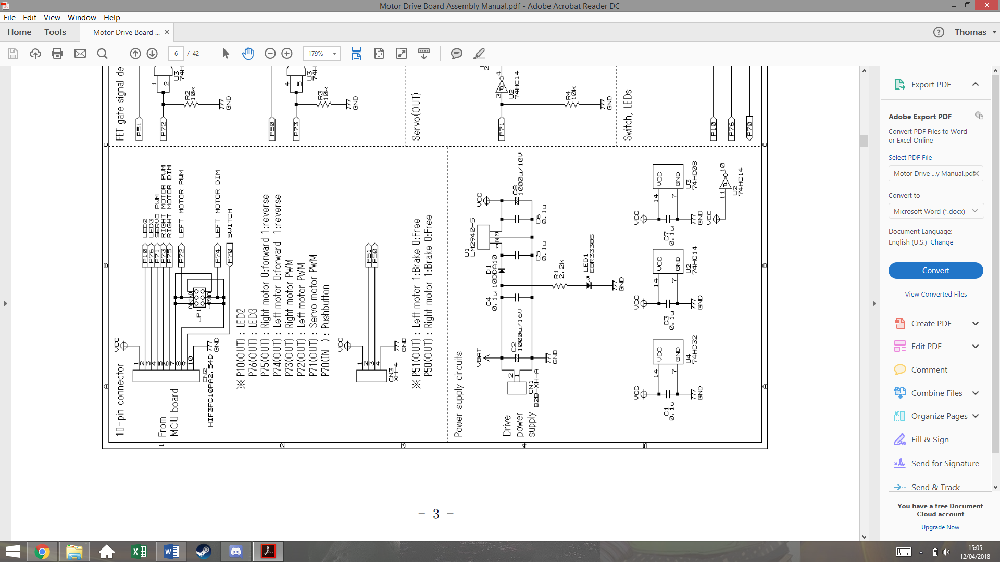 Motor Drive Board Assembly Manual.pdf - Adobe Acrobat Reader DC
File Edit View Window Help
Home Tools Motor Drive Board ... ×
Thomas
6 / 42
179%
FET gate signal de
P51
P72
1
2
U3
R2
10k
GND
P50
P73
4
5
U3
R3
10k
GND
Servo(OUT)
P71
3
4
U2
74HC14
R4
10k
GND
Switch, LEDs
P10
P76
P70
C
C
10-pin connector
From
MCU board
VCC
1
2
3
4
5
6
7
8
9
10
CN2
HIF3FC10PA2.54D
GND
P10
P76
P71
P73
P75
P72
P74
P70
LED2
LED3
SERVO PWM
RIGHT MOTOR PWM
RIGHT MOTOR DIM
LEFT MOTOR PWM
LEFT MOTOR DIM
SWITCH
JP1
※ P10(OUT) : LED2
P76(OUT) : LED3
P75(OUT) : Right motor 0:forward 1:reverse
P74(OUT) : Left motor 0:forward 1:reverse
P73(OUT) : Right motor PWM
P72(OUT) : Left motor PWM
P71(OUT) : Servo motor PWM
P70(IN ) : Pushbutton
VCC
1
2
3
4
CN3
XH-4
GND
P51
P50
※ P51(OUT) : Left motor 1:Brake 0:Free
P50(OUT) : Right motor 1:Brake 0:Free
Power supply circuits
Drive
power
supply
VBAT
2
1
CN1
B2B-XH-A
C2
1000u/16V
GND
C4
0.1u
D1
10DDA10
U1
LM2940-5
C5
0.1u
C6
0.1u
C8
1000u/10V
VCC
R1
2.2k
LED1
EBR3338S
GND
VCC
14
7
VCC
GND
U3
74HC08
C7
0.1u
GND
VCC
11
10
U2
74HC14
VCC
14
7
VCC
GND
U2
74HC14
C3
0.1u
GND
VCC
14
7
VCC
GND
U4
74HC32
C1
0.1u
GND
A
B
A
B
1
2
3
4
5
- 3 -
Export PDF
Adobe Export PDF
Convert PDF Files to Word
or Excel Online
Select PDF File
Motor Drive ...y Manual.pdf
Convert to
Microsoft Word (*.docx)
Document Language:
English (U.S.) Change
Convert
View Converted Files
Create PDF
Edit PDF
Comment
Combine Files
Organize Pages
Fill & Sign
Send for Signature
Send & Track
You have a free Document
Cloud account
Upgrade Now
15:05
12/04/2018